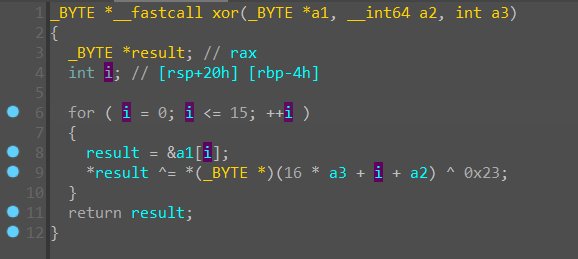 1 _BYTE *__fastcall xor(_BYTE *a1, __int64 a2, int a3)
2 {
3 _BYTE *result; // rax
4 int i; // [rsp+20h] [rbp-4h]
5
6 for ( i = 0; i <= 15; ++i )
7 {
8 result = &a1[i];
9 *result ^= *(_BYTE *)(16 * a3 + i + a2) ^ 0x23;
10 }
11 return result;
12 }